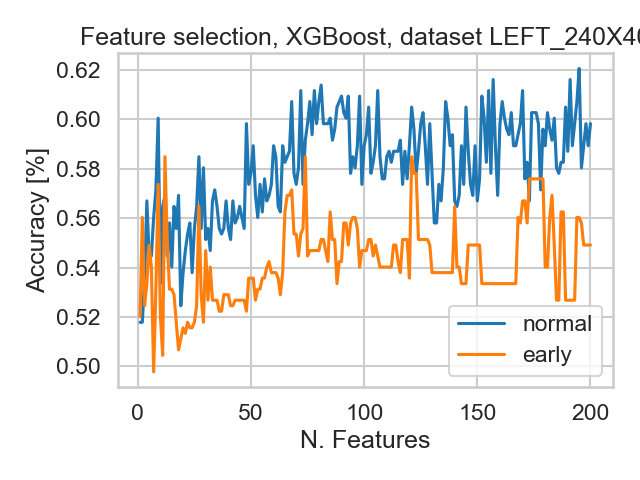 Feature selection, XGBoost, dataset LEFT_240X40
Accuracy [%]
0.62
0.60
0.58
0.56
0.54
0.52
0.50
normal
early
0
50
100
150
200
N. Features